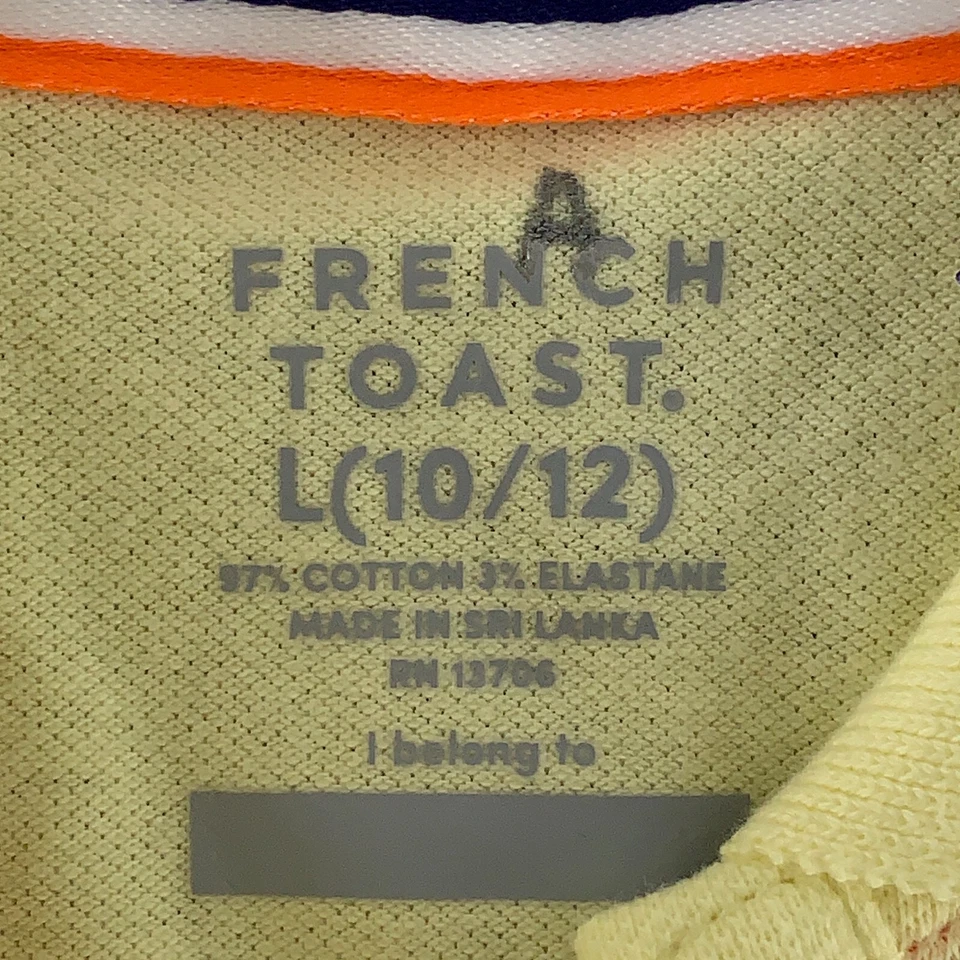 A
FRENCH
TOAST.
L(10/12)
97% COTTON 3% ELASTANE
MADE IN SRI LANKA
RN 13706
I belong to